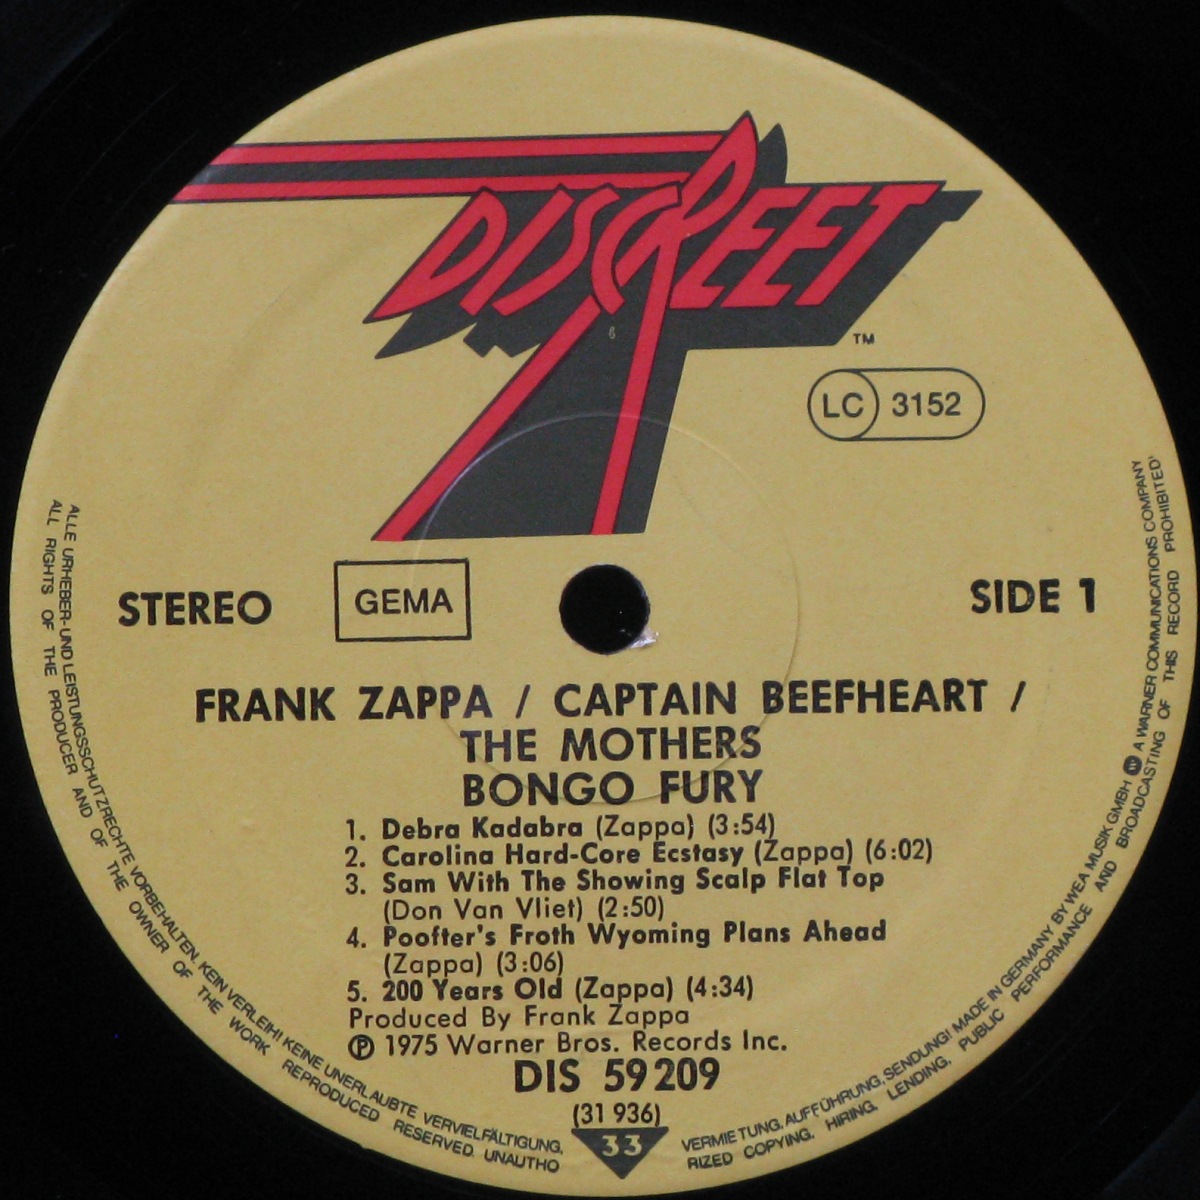 DISCREET
TM
LC 3152
STEREO
GEMA
SIDE 1
FRANK ZAPPA / CAPTAIN BEEFHEART /
THE MOTHERS
BONGO FURY
1. Debra Kadabra (Zappa) (3:54)
2. Carolina Hard-Core Ecstasy (Zappa) (6:02)
3. Sam With The Showing Scalp Flat Top
(Don Van Vliet) (2:50)
4. Poofter's Froth Wyoming Plans Ahead
(Zappa) (3:06)
5. 200 Years Old (Zappa) (4:34)
Produced By Frank Zappa
℗ 1975 Warner Bros. Records Inc.
DIS 59209
(31 936)
33
ALLE URHEBER- UND LEISTUNGSSCHUTZRECHTE VORBEHALTEN. KEIN VERLEIH! KEINE UNERLAUBTE VERVIELFÄLTIGUNG, VERMIETUNG, AUFFÜHRUNG, SENDUNG! MADE IN GERMANY BY WEA MUSIK GMBH W A WARNER COMMUNICATIONS COMPANY
ALL RIGHTS OF THE PRODUCER AND OF THE OWNER OF THE WORK REPRODUCED RESERVED. UNAUTHORIZED COPYING, HIRING, LENDING, PUBLIC PERFORMANCE AND BROADCASTING OF THIS RECORD PROHIBITED'